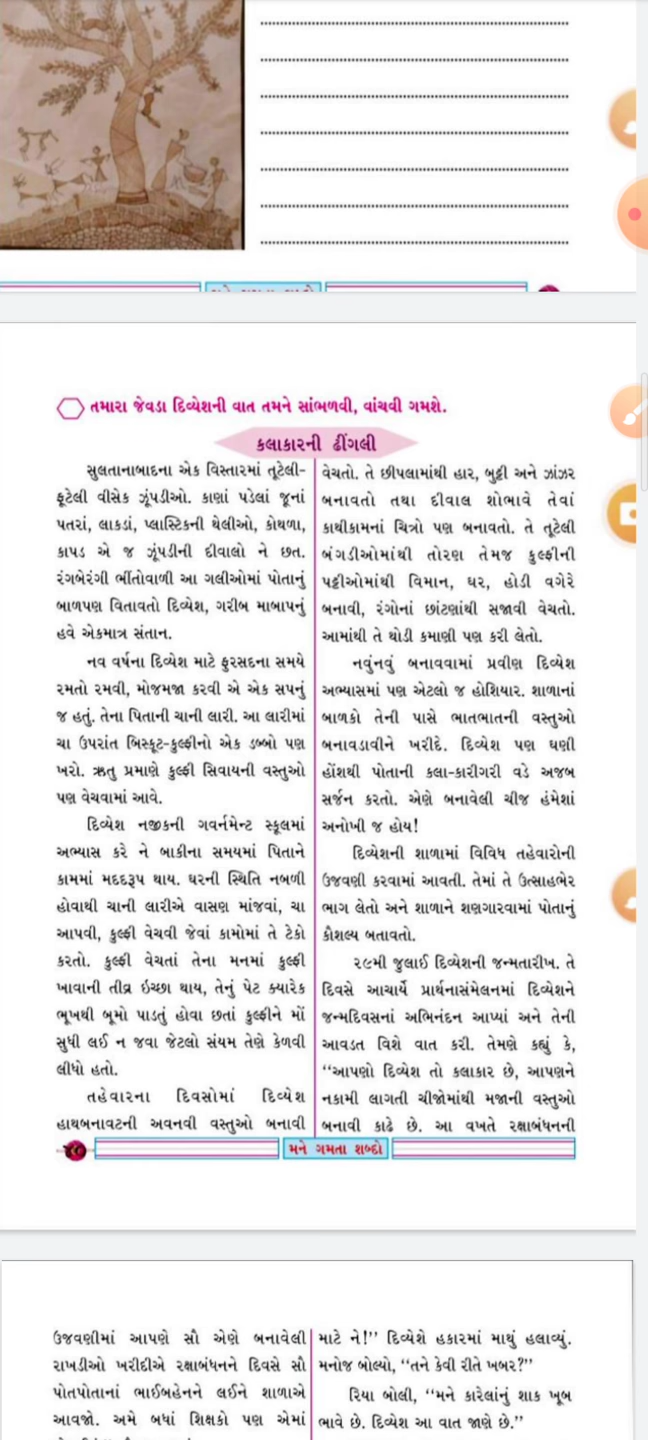 તમારા જેવડા દિવ્યેશની વાત તમને સાંભળવી, વાંચવી ગમશે.
કલાકારની ઢીંગલી
સુલતાનાબાદના એક વિસ્તારમાં તૂટેલી-
ફૂટેલી વીસેક ઝૂંપડીઓ. કાણાં પડેલાં જૂનાં
પતરાં, લાકડાં, પ્લાસ્ટિકની થેલીઓ, કોથળા,
કાપડ એ જ ઝૂંપડીની દીવાલો ને છત.
રંગબેરંગી ભીંતોવાળી આ ગલીઓમાં પોતાનું
બાળપણ વિતાવતો દિવ્યેશ, ગરીબ માબાપનું
હવે એકમાત્ર સંતાન.
નવ વર્ષના દિવ્યેશ માટે ફુરસદના સમયે
રમતો રમવી, મોજમજા કરવી એ એક સપનું
જ હતું. તેના પિતાની ચાની લારી. આ લારીમાં
ચા ઉપરાંત બિસ્કૂટ-કુલ્ફીનો એક ડબ્બો પણ
ખરો. ઋતુ પ્રમાણે કુલ્ફી સિવાયની વસ્તુઓ
પણ વેચવામાં આવે.
દિવ્યેશ નજીકની ગવર્નમેન્ટ સ્કૂલમાં
અભ્યાસ કરે ને બાકીના સમયમાં પિતાને
કામમાં મદદરૂપ થાય. ઘરની સ્થિતિ નબળી
હોવાથી ચાની લારીએ વાસણ માંજવાં, ચા
આપવી, કુલ્ફી વેચવી જેવાં કામોમાં તે ટેકો
કરતો. કુલ્ફી વેચતાં તેના મનમાં કુલ્ફી
ખાવાની તીવ્ર ઇચ્છા થાય, તેનું પેટ ક્યારેક
ભૂખથી બૂમો પાડતું હોવા છતાં કુલ્ફીને મોં
સુધી લઈ ન જવા જેટલો સંયમ તેણે કેળવી
લીધો હતો.
તહેવારના દિવસોમાં દિવ્યેશ
હાથબનાવટની અવનવી વસ્તુઓ બનાવી
વેચતો. તે છીપલામાંથી હાર, બુટ્ટી અને ઝાંઝર
બનાવતો તથા દીવાલ શોભાવે તેવાં
કાથીકામનાં ચિત્રો પણ બનાવતો. તે તૂટેલી
બંગડીઓમાંથી તોરણ તેમજ કુલ્ફીની
પટ્ટીઓમાંથી વિમાન, ઘર, હોડી વગેરે
બનાવી, રંગોનાં છાંટણાંથી સજાવી વેચતો.
આમાંથી તે થોડી કમાણી પણ કરી લેતો.
નવુંનવું બનાવવામાં પ્રવીણ દિવ્યેશ
અભ્યાસમાં પણ એટલો જ હોશિયાર. શાળાનાં
બાળકો તેની પાસે ભાતભાતની વસ્તુઓ
બનાવડાવીને ખરીદે. દિવ્યેશ પણ ઘણી
હોંશથી પોતાની કલા-કારીગરી વડે અજબ
સર્જન કરતો. એણે બનાવેલી ચીજ હંમેશાં
અનોખી જ હોય!
દિવ્યેશની શાળામાં વિવિધ તહેવારોની
ઉજવણી કરવામાં આવતી. તેમાં તે ઉત્સાહભેર
ભાગ લેતો અને શાળાને શણગારવામાં પોતાનું
કૌશલ્ય બતાવતો.
૨૯મી જુલાઈ દિવ્યેશની જન્મતારીખ. તે
દિવસે આચાર્યે પ્રાર્થનાસંમેલનમાં દિવ્યેશને
જન્મદિવસનાં અભિનંદન આપ્યાં અને તેની
આવડત વિશે વાત કરી. તેમણે કહ્યું કે,
‘‘આપણો દિવ્યેશ તો કલાકાર છે, આપણને
નકામી લાગતી ચીજોમાંથી મજાની વસ્તુઓ
બનાવી કાઢે છે. આ વખતે રક્ષાબંધનની
મને ગમતા શબ્દો
ઉજવણીમાં આપણે સૌ એણે બનાવેલી
રાખડીઓ ખરીદીએ રક્ષાબંધનને દિવસે સૌ
પોતપોતાનાં ભાઈબહેનને લઈને શાળાએ
આવજો. અમે બધાં શિક્ષકો પણ એમાં
માટે ને!’’ દિવ્યેશે હકારમાં માથું હલાવ્યું.
મનોજ બોલ્યો, ‘‘તને કેવી રીતે ખબર?’’
રિયા બોલી, ‘‘મને કારેલાંનું શાક ખૂબ
ભાવે છે. દિવ્યેશ આ વાત જાણે છે.’’